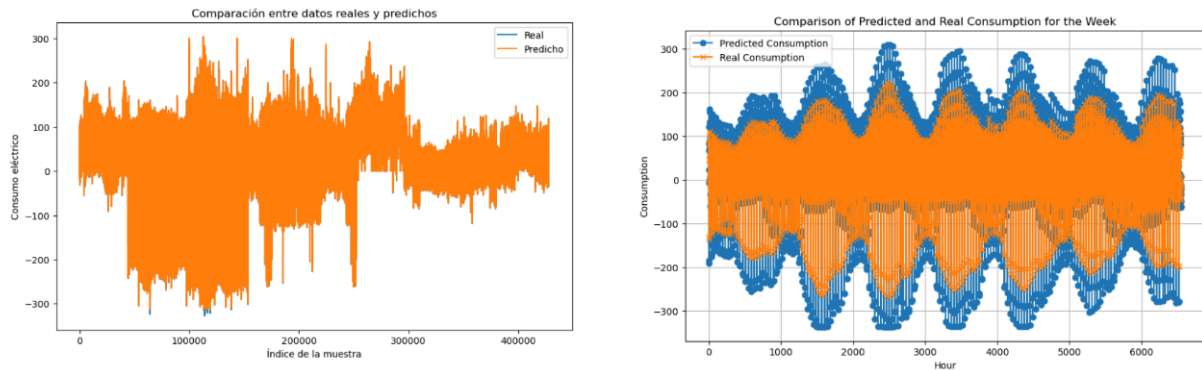 Comparación entre datos reales y predichos
Real
Predicho
Consumo eléctrico
300
200
100
0
−100
−200
−300
0
100000
200000
300000
400000
Índice de la muestra
Comparison of Predicted and Real Consumption for the Week
Predicted Consumption
Real Consumption
Consumption
300
200
100
0
−100
−200
−300
0
1000
2000
3000
4000
5000
6000
Hour